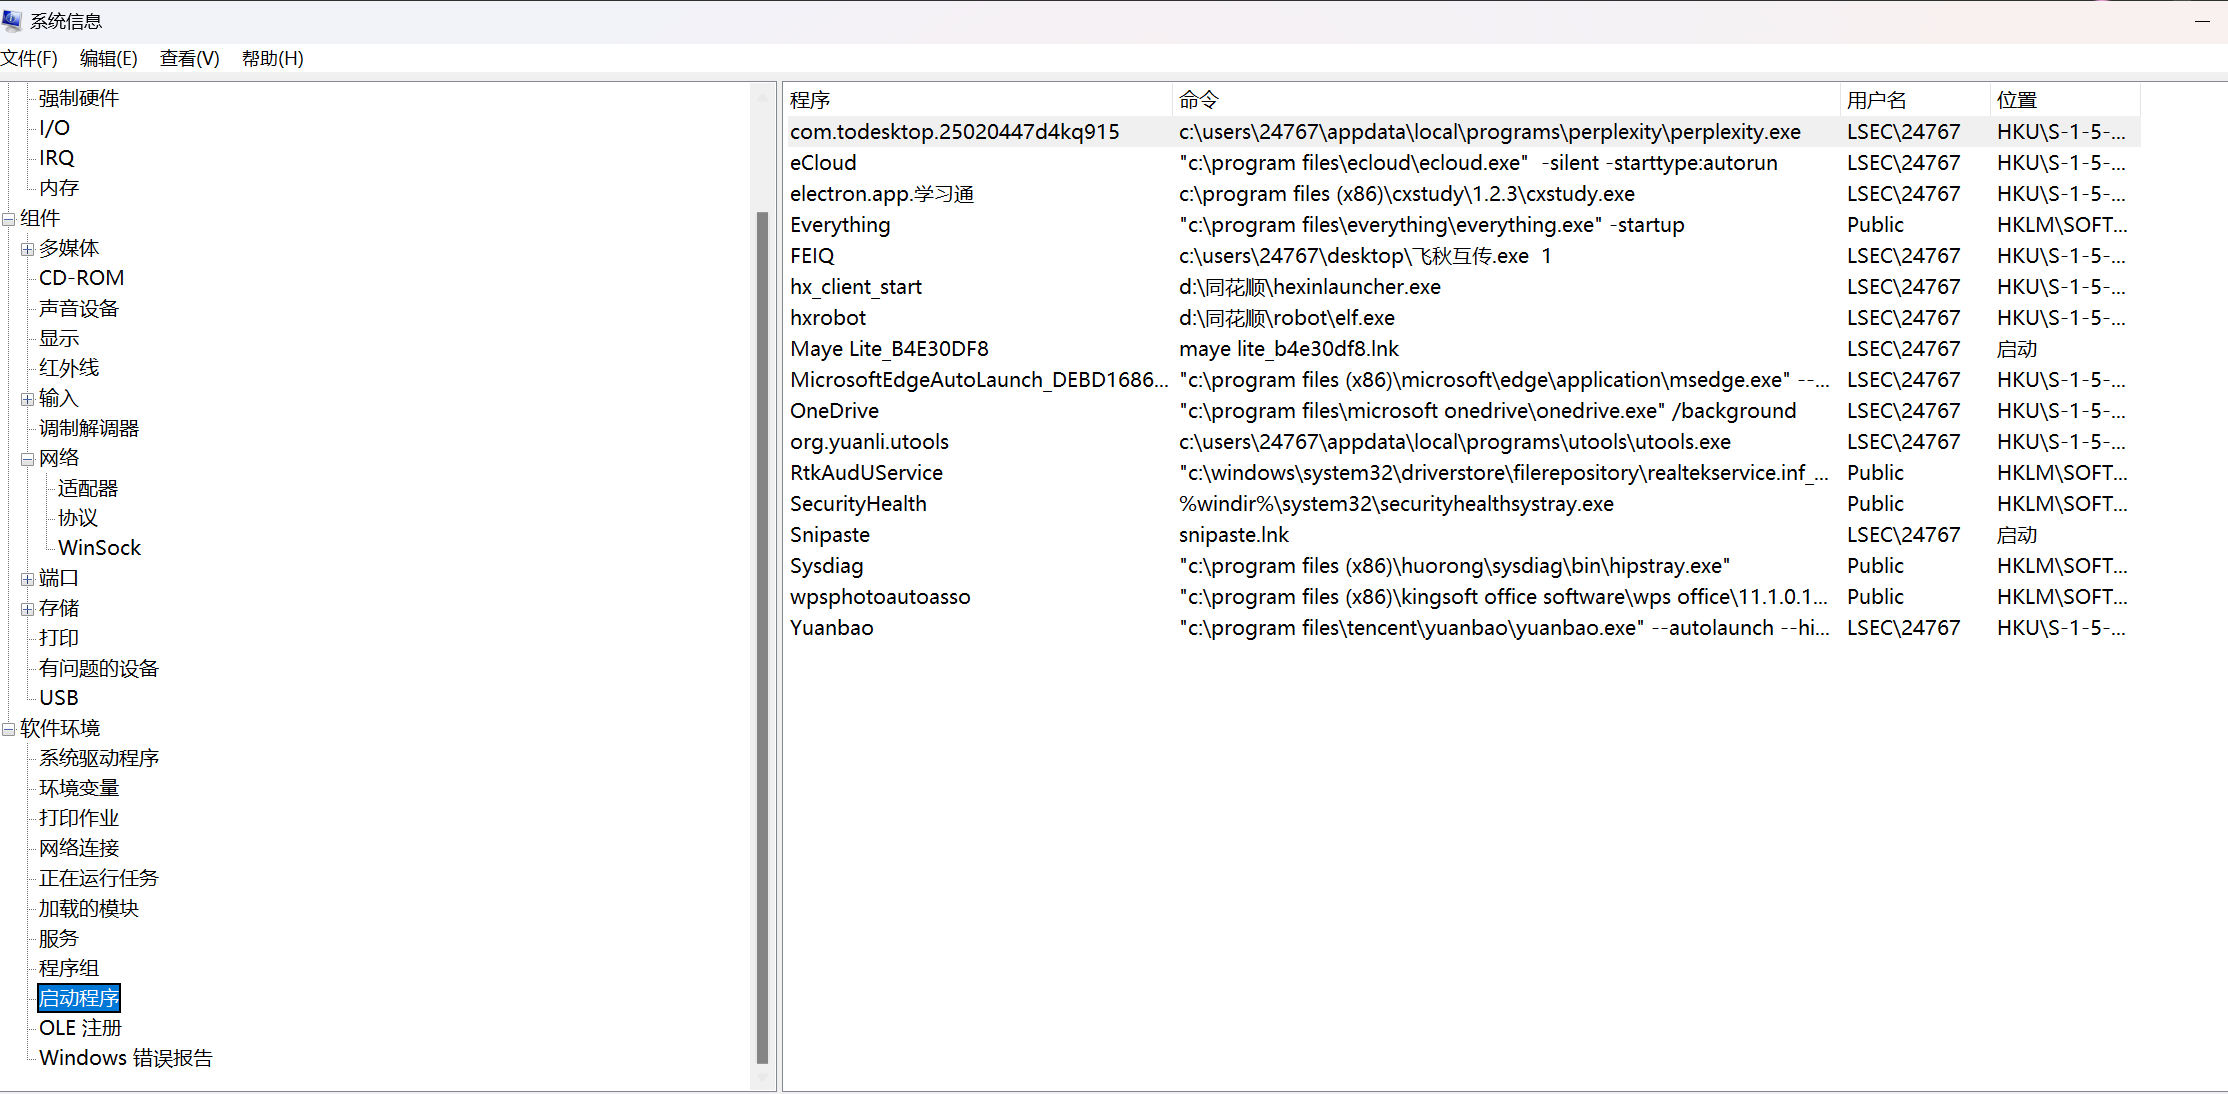 系统信息
文件(F) 编辑(E) 查看(V) 帮助(H)
强制硬件
I/O
IRQ
内存
组件
多媒体
CD-ROM
声音设备
显示
红外线
输入
调制解调器
网络
适配器
协议
WinSock
端口
存储
打印
有问题的设备
USB
软件环境
系统驱动程序
环境变量
打印作业
网络连接
正在运行任务
加载的模块
服务
程序组
启动程序
OLE 注册
Windows 错误报告
程序 命令 用户名 位置
com.todesktop.25020447d4kq915 c:\users\24767\appdata\local\programs\perplexity\perplexity.exe LSEC\24767 HKU\S-1-5-...
eCloud "c:\program files\ecloud\ecloud.exe" -silent -starttype:autorun LSEC\24767 HKU\S-1-5-...
electron.app.学习通 c:\program files (x86)\cxstudy\1.2.3\cxstudy.exe LSEC\24767 HKU\S-1-5-...
Everything "c:\program files\everything\everything.exe" -startup Public HKLM\SOFT...
FEIQ c:\users\24767\desktop\飞秋互传.exe 1 LSEC\24767 HKU\S-1-5-...
hx_client_start d:\同花顺\hexinlauncher.exe LSEC\24767 HKU\S-1-5-...
hxrobot d:\同花顺\robot\elf.exe LSEC\24767 HKU\S-1-5-...
Maye Lite_B4E30DF8 maye lite_b4e30df8.lnk LSEC\24767 启动
MicrosoftEdgeAutoLaunch_DEBD1686... "c:\program files (x86)\microsoft\edge\application\msedge.exe" --... LSEC\24767 HKU\S-1-5-...
OneDrive "c:\program files\microsoft onedrive\onedrive.exe" /background LSEC\24767 HKU\S-1-5-...
org.yuanli.utools c:\users\24767\appdata\local\programs\utools\utools.exe LSEC\24767 HKU\S-1-5-...
RtkAudUService "c:\windows\system32\driverstore\filerepository\realtekservice.inf_... Public HKLM\SOFT...
SecurityHealth %windir%\system32\securityhealthsystray.exe Public HKLM\SOFT...
Snipaste snipaste.lnk LSEC\24767 启动
Sysdiag "c:\program files (x86)\huorong\sysdiag\bin\hipstray.exe" Public HKLM\SOFT...
wpsphotoautoasso "c:\program files (x86)\kingsoft office software\wps office\11.1.0.1... Public HKLM\SOFT...
Yuanbao "c:\program files\tencent\yuanbao\yuanbao.exe" --autolaunch --hi... LSEC\24767 HKU\S-1-5-...